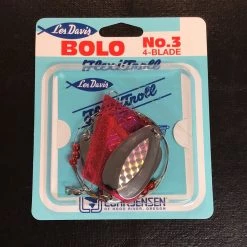 Les Davis
BOLO
No.3
4-BLADE
FlexiTroll
Les Davis
FlexiTroll
LUHR JENSEN
OF HOOD RIVER, OREGON